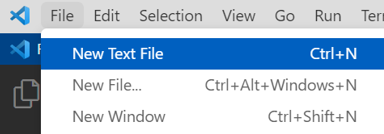 File Edit Selection View Go Run
New Text File Ctrl+N
New File... Ctrl+Alt+Windows+N
New Window Ctrl+Shift+N